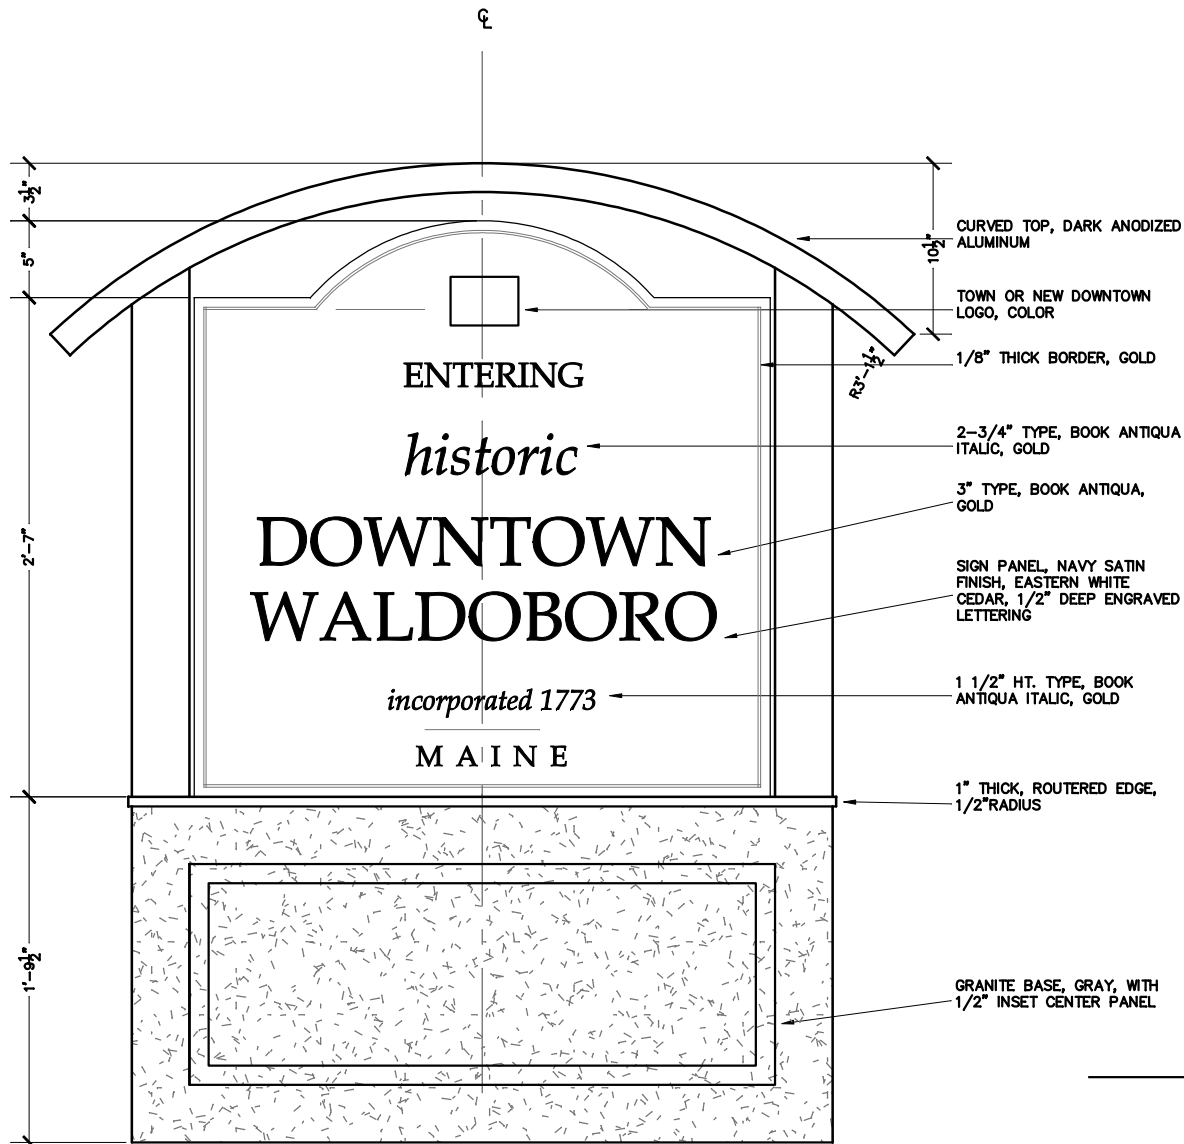 ℄
3½"
5"
2'-7"
1'-9½"
10½"
R3'-1½"
CURVED TOP, DARK ANODIZED
ALUMINUM
TOWN OR NEW DOWNTOWN
LOGO, COLOR
1/8" THICK BORDER, GOLD
2-3/4" TYPE, BOOK ANTIQUA
ITALIC, GOLD
3" TYPE, BOOK ANTIQUA,
GOLD
SIGN PANEL, NAVY SATIN
FINISH, EASTERN WHITE
CEDAR, 1/2" DEEP ENGRAVED
LETTERING
1 1/2" HT. TYPE, BOOK
ANTIQUA ITALIC, GOLD
1" THICK, ROUTERED EDGE,
1/2"RADIUS
GRANITE BASE, GRAY, WITH
1/2" INSET CENTER PANEL
ENTERING
historic
DOWNTOWN
WALDOBORO
incorporated 1773
MAINE